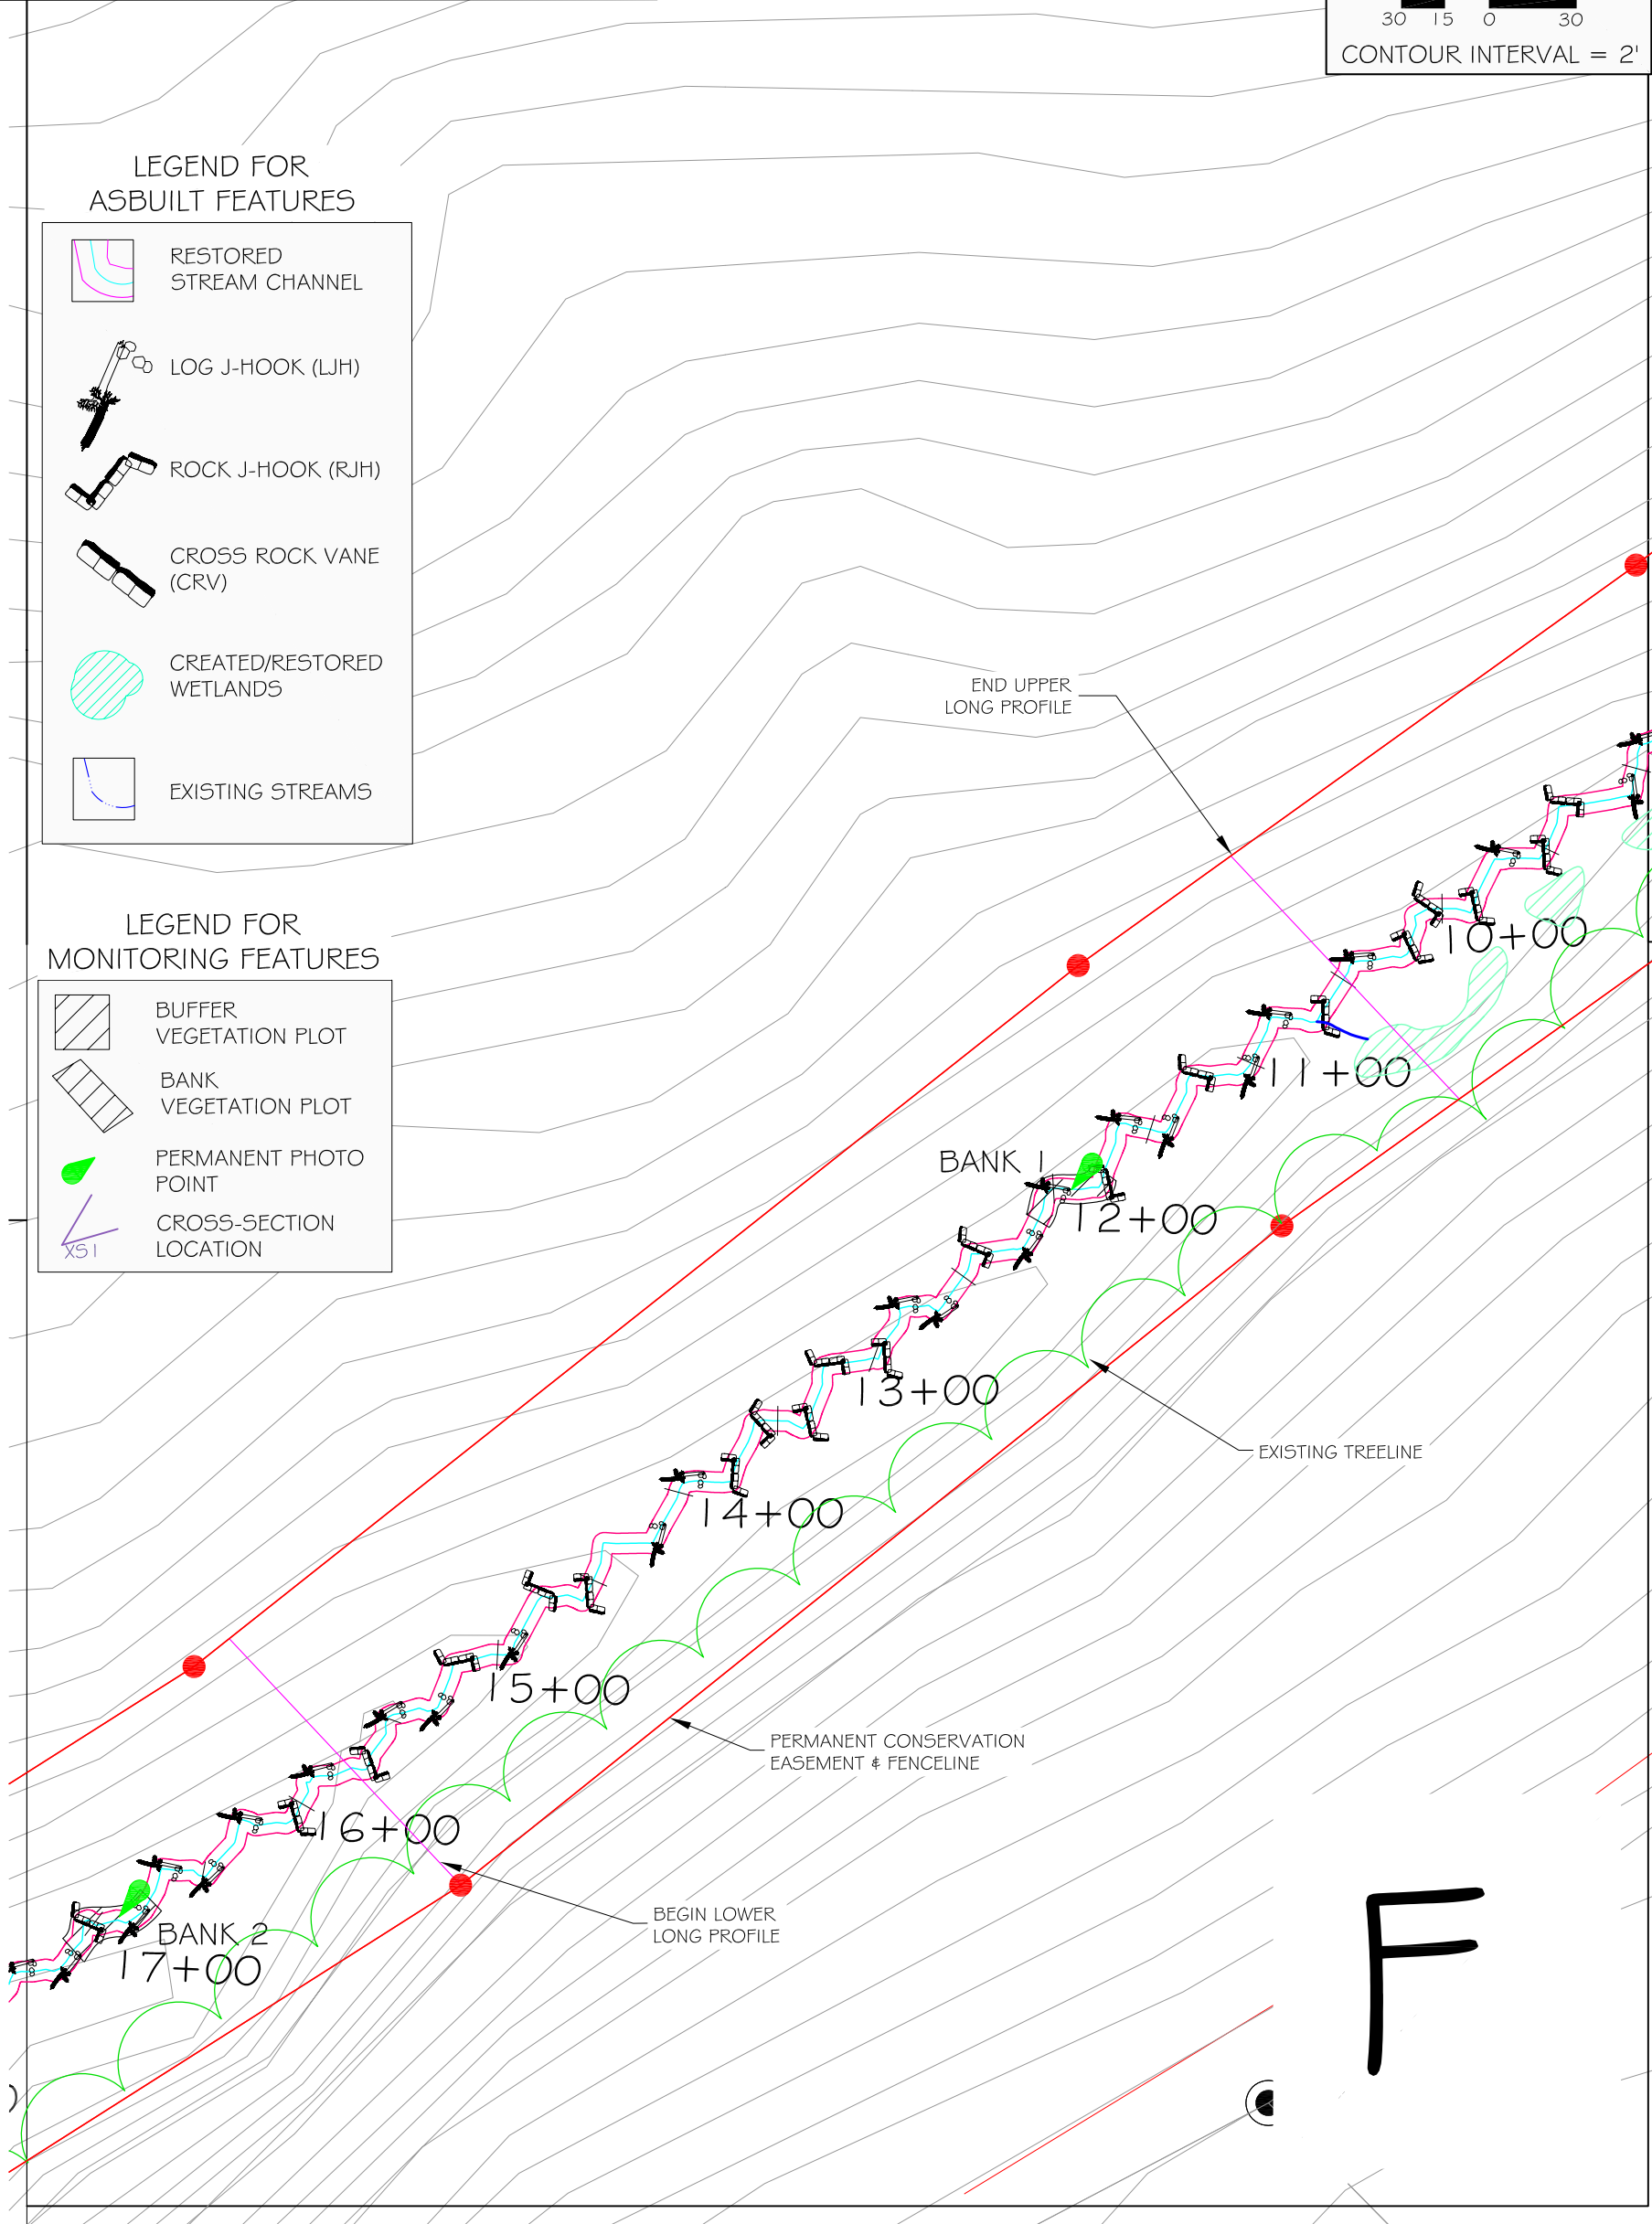 30 15 0 30
CONTOUR INTERVAL = 2'
LEGEND FOR
ASBUILT FEATURES
RESTORED
STREAM CHANNEL
LOG J-HOOK (LJH)
ROCK J-HOOK (RJH)
CROSS ROCK VANE
(CRV)
CREATED/RESTORED
WETLANDS
EXISTING STREAMS
LEGEND FOR
MONITORING FEATURES
BUFFER
VEGETATION PLOT
BANK
VEGETATION PLOT
PERMANENT PHOTO
POINT
CROSS-SECTION
LOCATION
XS1
END UPPER
LONG PROFILE
10+00
11+00
BANK 1
12+00
13+00
EXISTING TREELINE
14+00
15+00
PERMANENT CONSERVATION
EASEMENT & FENCELINE
16+00
BEGIN LOWER
LONG PROFILE
BANK 2
17+00
F